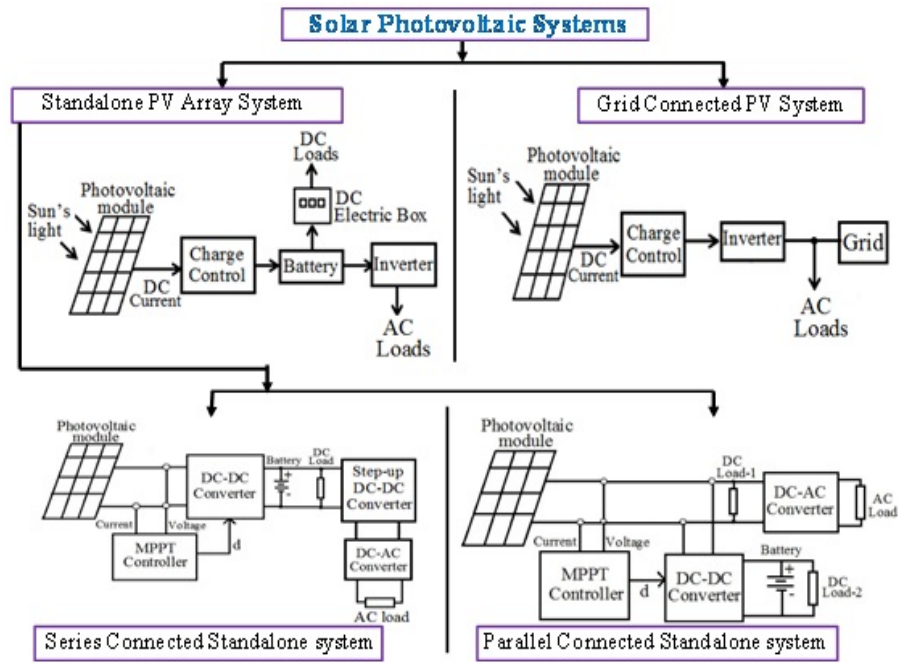 Solar Photovoltaic Systems
Standalone PV Array System
DC
Loads
Photovoltaic
module
Sun's
light
DC
Electric Box
Charge
Control
Battery
Inverter
DC
Current
AC
Loads
Grid Connected PV System
Photovoltaic
module
Sun's
light
Charge
Control
Inverter
Grid
DC
Current
AC
Loads
Photovoltaic
module
DC-DC
Converter
Battery
+
-
DC
Load
Step-up
DC-DC
Converter
Current
Voltage
MPPT
Controller
d
DC-AC
Converter
AC load
Series Connected Standalone system
Photovoltaic
module
DC
Load-1
DC-AC
Converter
AC
Load
Current
Voltage
MPPT
Controller
d
DC-DC
Converter
Battery
+
-
DC
Load-2
Parallel Connected Standalone system